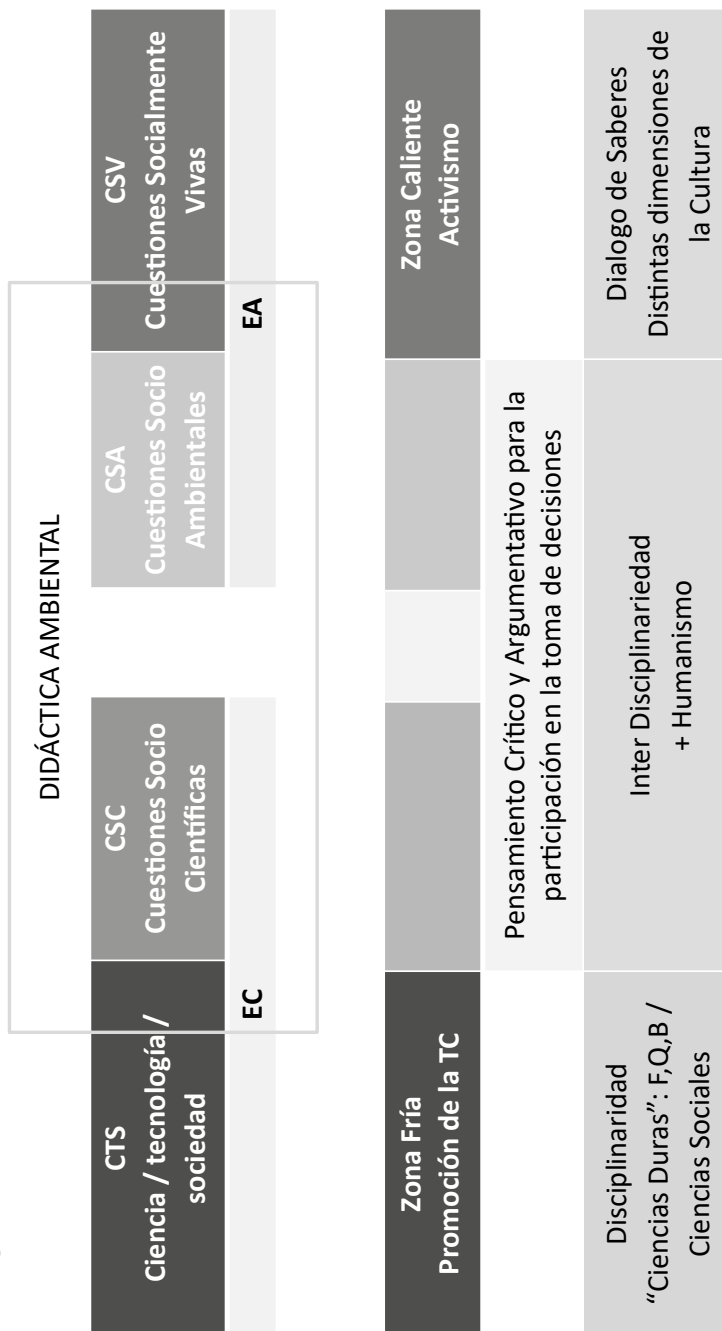 DIDÁCTICA AMBIENTAL
CTS
Ciencia / tecnología /
sociedad
CSC
Cuestiones Socio
Científicas
CSA
Cuestiones Socio
Ambientales
CSV
Cuestiones Socialmente
Vivas
EC
EA
Zona Fría
Promoción de la TC
Zona Caliente
Activismo
Pensamiento Crítico y Argumentativo para la
participación en la toma de decisiones
Disciplinaridad
“Ciencias Duras”: F,Q,B /
Ciencias Sociales
Inter Disciplinariedad
+ Humanismo
Dialogo de Saberes
Distintas dimensiones de
la Cultura